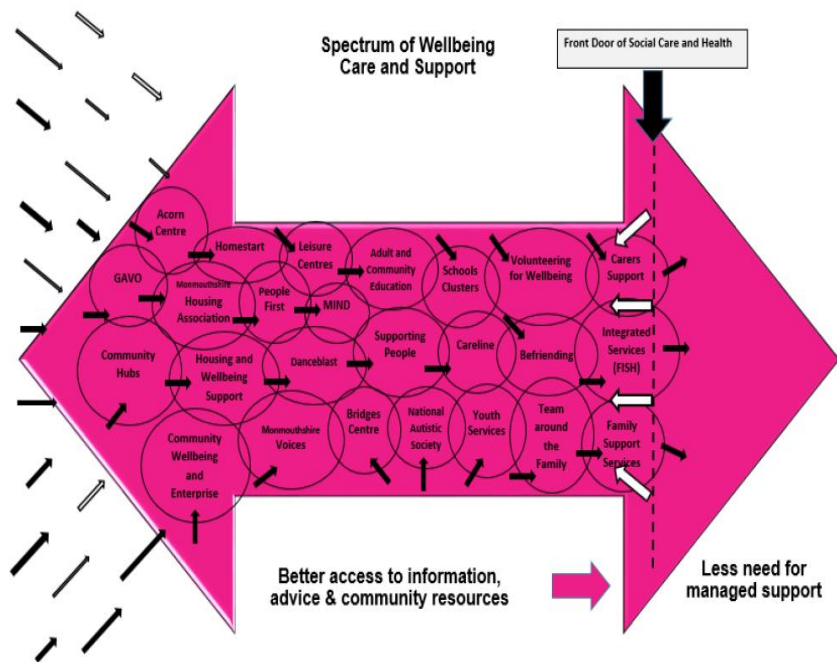 Spectrum of Wellbeing
Care and Support
Front Door of Social Care and Health
Acorn
Centre
Homestart
Leisure
Centres
Adult and
Community
Education
Schools
Clusters
Volunteering
for Wellbeing
Carers
Support
GAVO
Monmouthshire
Housing
Association
People
First
MIND
Community
Hubs
Housing and
Wellbeing
Support
Danceblast
Supporting
People
Careline
Befriending
Integrated
Services
(FISH)
Community
Wellbeing
and
Enterprise
Monmouthshire
Voices
Bridges
Centre
National
Autistic
Society
Youth
Services
Team
around
the
Family
Family
Support
Services
Better access to information,
advice & community resources
Less need for
managed support